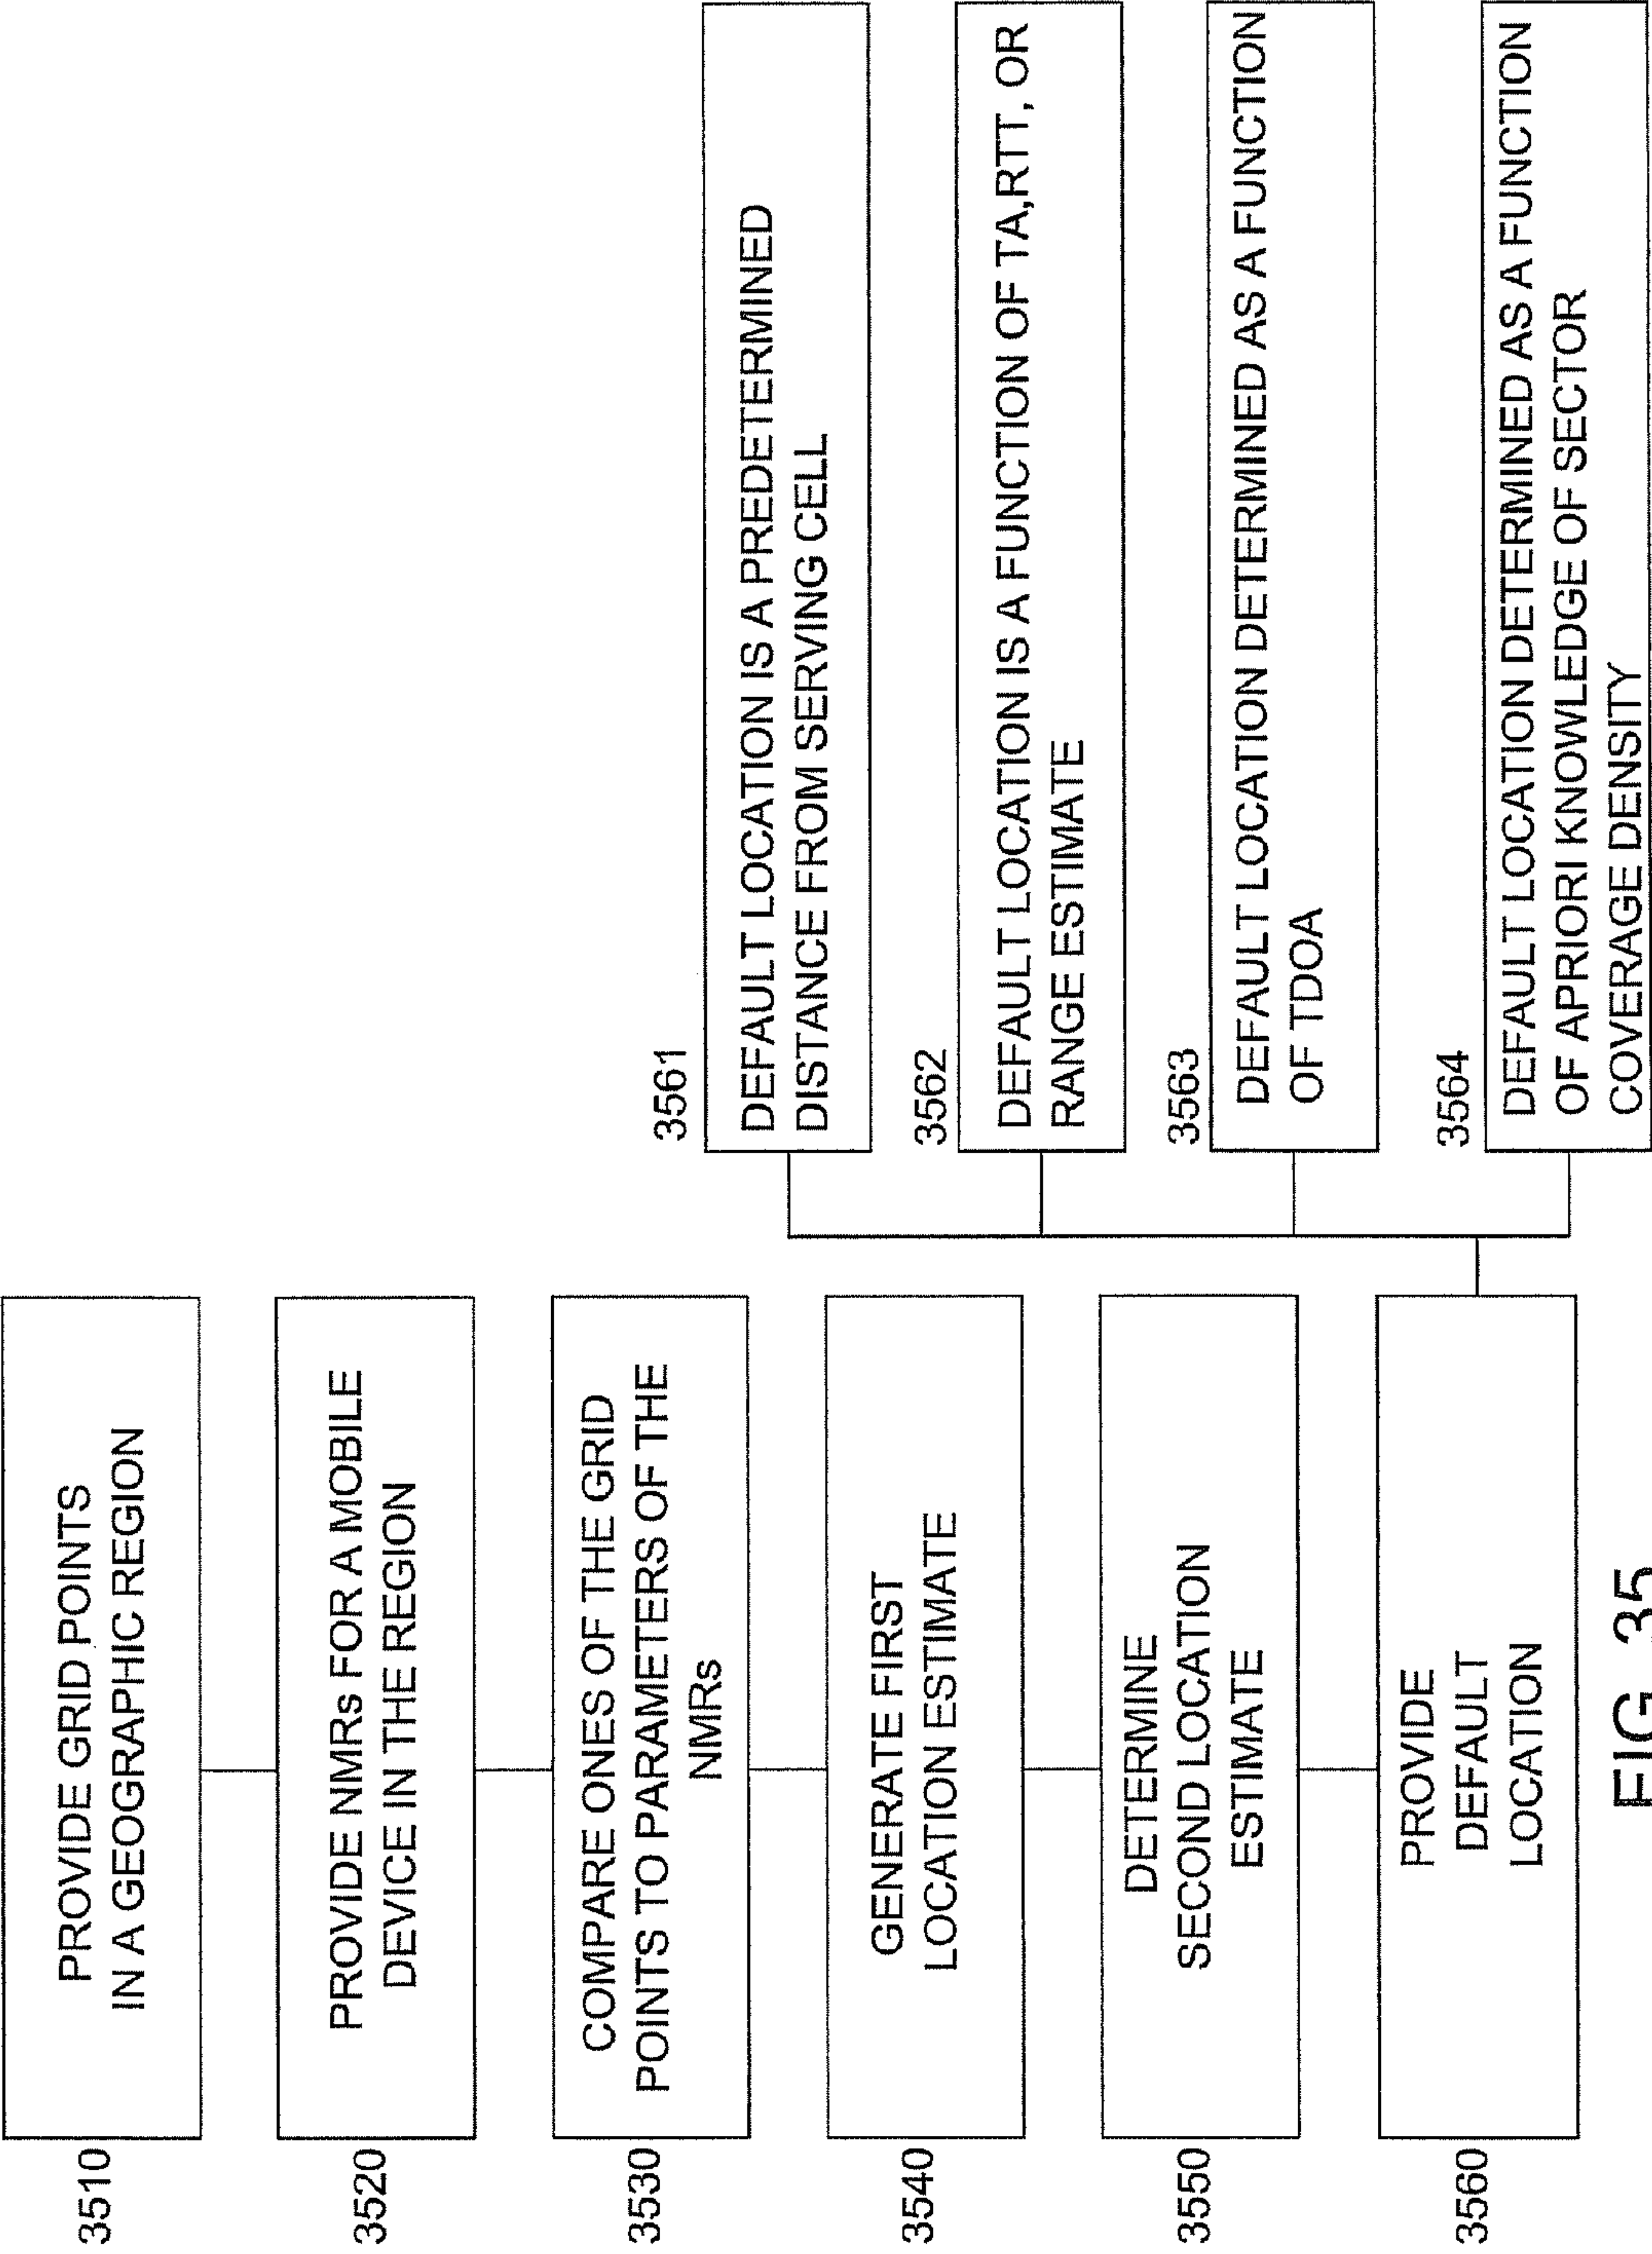 3510
PROVIDE GRID POINTS
IN A GEOGRAPHIC REGION
3520
PROVIDE NMRs FOR A MOBILE
DEVICE IN THE REGION
3530
COMPARE ONES OF THE GRID
POINTS TO PARAMETERS OF THE
NMRs
3540
GENERATE FIRST
LOCATION ESTIMATE
3550
DETERMINE
SECOND LOCATION
ESTIMATE
3560
PROVIDE
DEFAULT
LOCATION
3561
DEFAULT LOCATION IS A PREDETERMINED
DISTANCE FROM SERVING CELL
3562
DEFAULT LOCATION IS A FUNCTION OF TA,RTT, OR
RANGE ESTIMATE
3563
DEFAULT LOCATION DETERMINED AS A FUNCTION
OF TDOA
3564
DEFAULT LOCATION DETERMINED AS A FUNCTION
OF APRIORI KNOWLEDGE OF SECTOR
COVERAGE DENSITY
FIG. 35